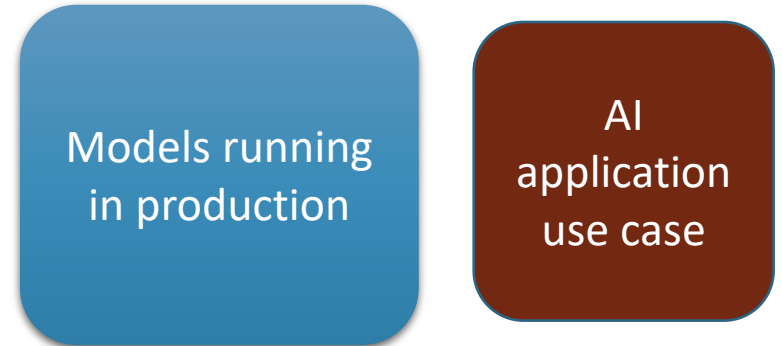 Models running
in production
AI
application
use case